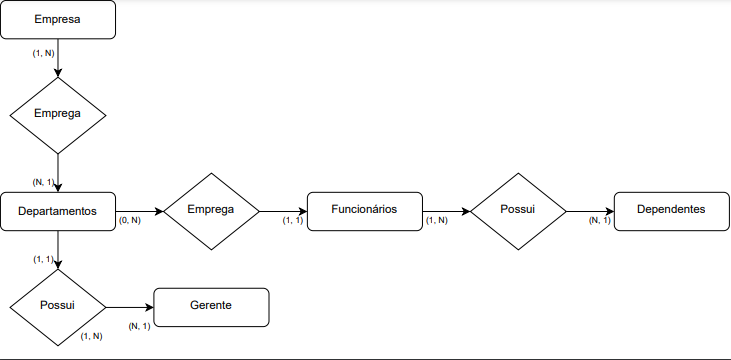 Empresa
(1, N)
Emprega
(N, 1)
Departamentos
(0, N)
Emprega
(1, 1)
Funcionários
(1, N)
Possui
(N, 1)
Dependentes
(1, 1)
Possui
(1, N)
(N, 1)
Gerente